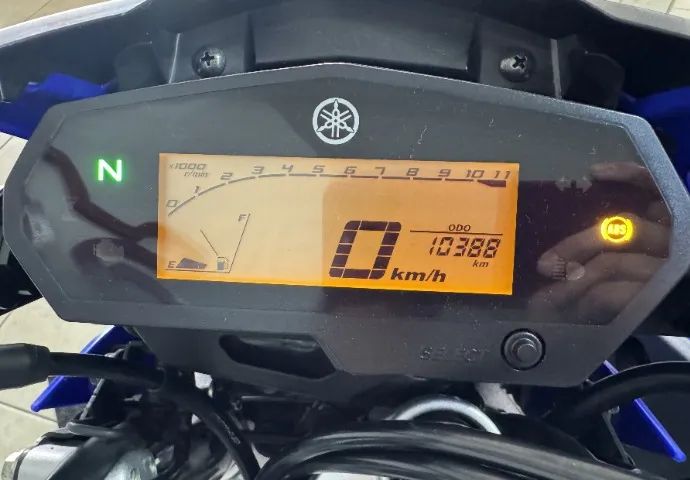 x1000
r/min
0 1 2 3 4 5 6 7 8 9 10 11
N
F
E
0 km/h
ODO
10388
km
ABS
SELECT